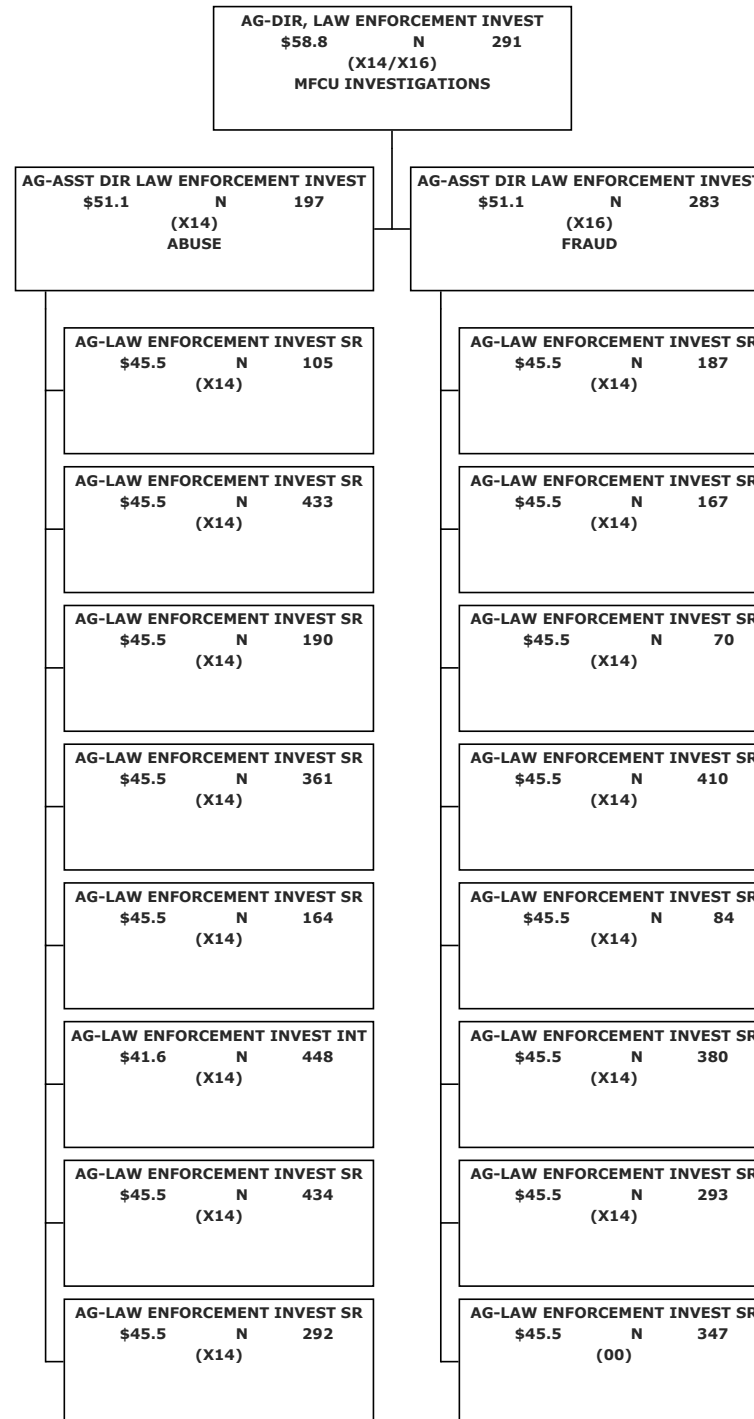 AG-DIR, LAW ENFORCEMENT INVEST
$58.8 N 291
(X14/X16)
MFCU INVESTIGATIONS
AG-ASST DIR LAW ENFORCEMENT INVEST
$51.1 N 197
(X14)
ABUSE
AG-LAW ENFORCEMENT INVEST SR
$45.5 N 105
(X14)
AG-LAW ENFORCEMENT INVEST SR
$45.5 N 433
(X14)
AG-LAW ENFORCEMENT INVEST SR
$45.5 N 190
(X14)
AG-LAW ENFORCEMENT INVEST SR
$45.5 N 361
(X14)
AG-LAW ENFORCEMENT INVEST SR
$45.5 N 164
(X14)
AG-LAW ENFORCEMENT INVEST INT
$41.6 N 448
(X14)
AG-LAW ENFORCEMENT INVEST SR
$45.5 N 434
(X14)
AG-LAW ENFORCEMENT INVEST SR
$45.5 N 292
(X14)
AG-ASST DIR LAW ENFORCEMENT INVEST
$51.1 N 283
(X16)
FRAUD
AG-LAW ENFORCEMENT INVEST SR
$45.5 N 187
(X14)
AG-LAW ENFORCEMENT INVEST SR
$45.5 N 167
(X14)
AG-LAW ENFORCEMENT INVEST SR
$45.5 N 70
(X14)
AG-LAW ENFORCEMENT INVEST SR
$45.5 N 410
(X14)
AG-LAW ENFORCEMENT INVEST SR
$45.5 N 84
(X14)
AG-LAW ENFORCEMENT INVEST SR
$45.5 N 380
(X14)
AG-LAW ENFORCEMENT INVEST SR
$45.5 N 293
(X14)
AG-LAW ENFORCEMENT INVEST SR
$45.5 N 347
(00)